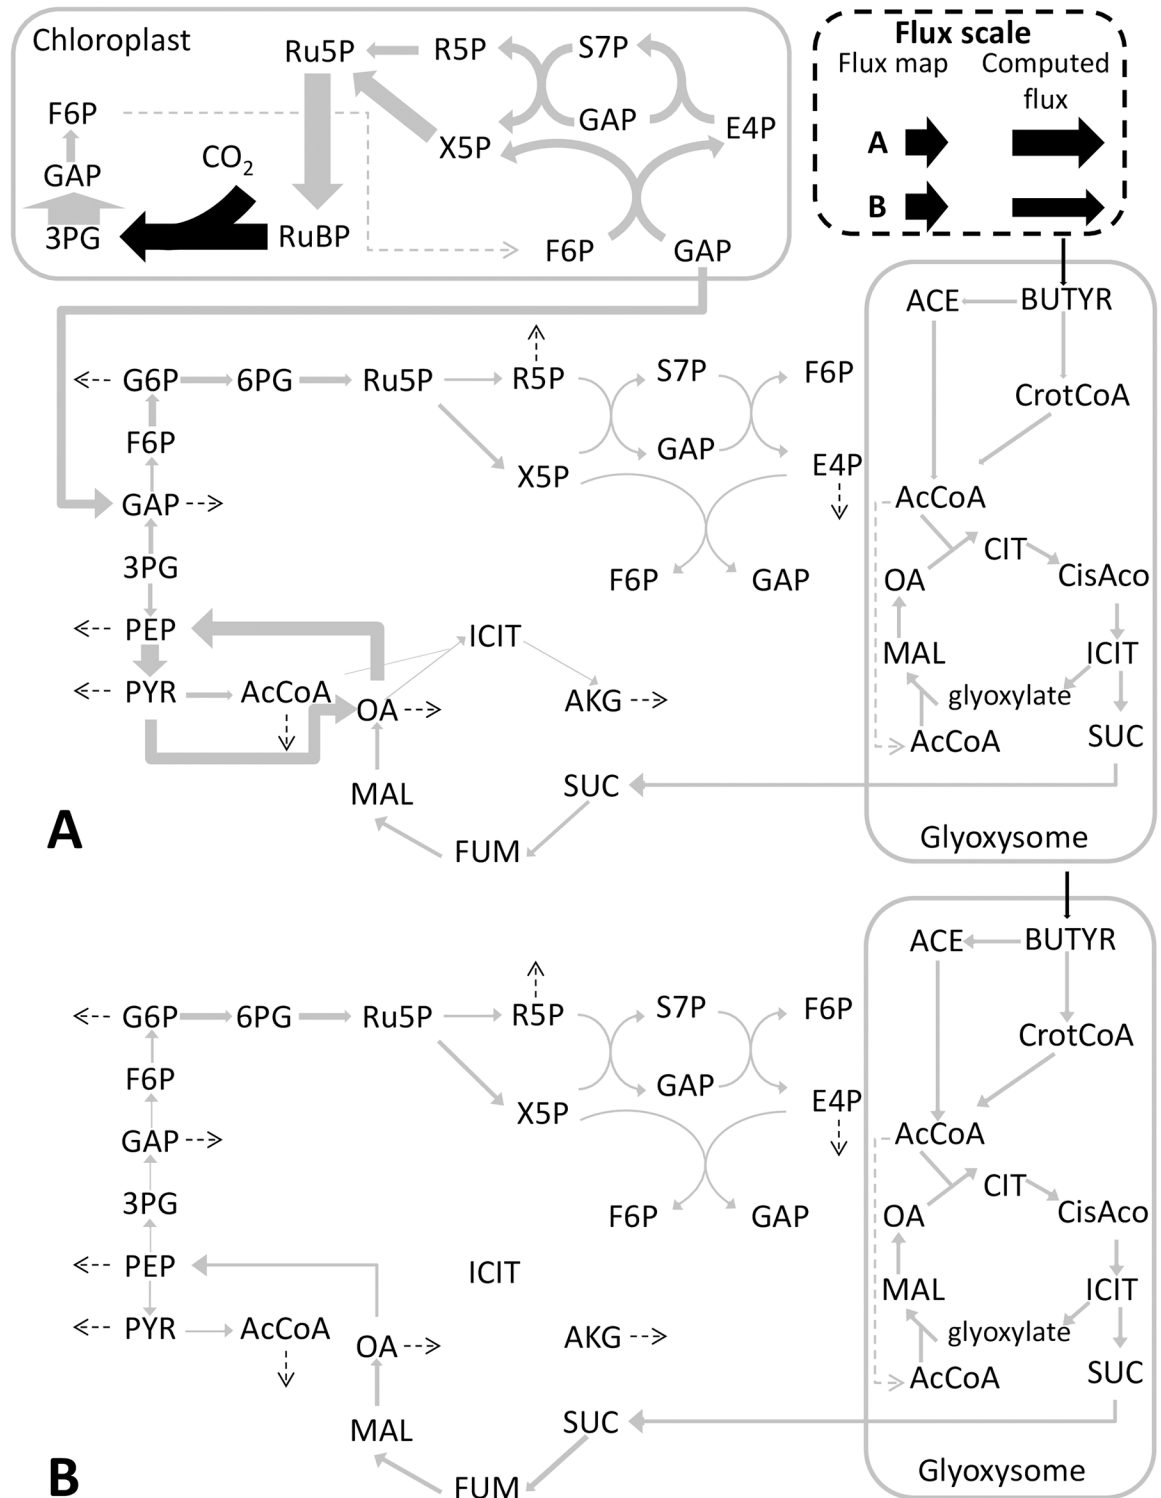 Chloroplast
Ru5P
R5P
S7P
F6P
GAP
E4P
CO2
X5P
GAP
3PG
RuBP
F6P
GAP
Flux scale
Flux map
Computed
flux
A
B
ACE
BUTYR
G6P
6PG
Ru5P
R5P
S7P
F6P
CrotCoA
F6P
GAP
X5P
E4P
GAP
AcCoA
CIT
3PG
F6P
GAP
OA
CisAco
PEP
ICIT
MAL
ICIT
PYR
AcCoA
OA
AKG
glyoxylate
AcCoA
SUC
MAL
SUC
A
FUM
Glyoxysome
ACE
BUTYR
G6P
6PG
Ru5P
R5P
S7P
F6P
CrotCoA
F6P
GAP
X5P
E4P
GAP
AcCoA
CIT
3PG
F6P
GAP
OA
CisAco
PEP
ICIT
MAL
ICIT
PYR
AcCoA
OA
AKG
glyoxylate
AcCoA
SUC
MAL
SUC
B
FUM
Glyoxysome